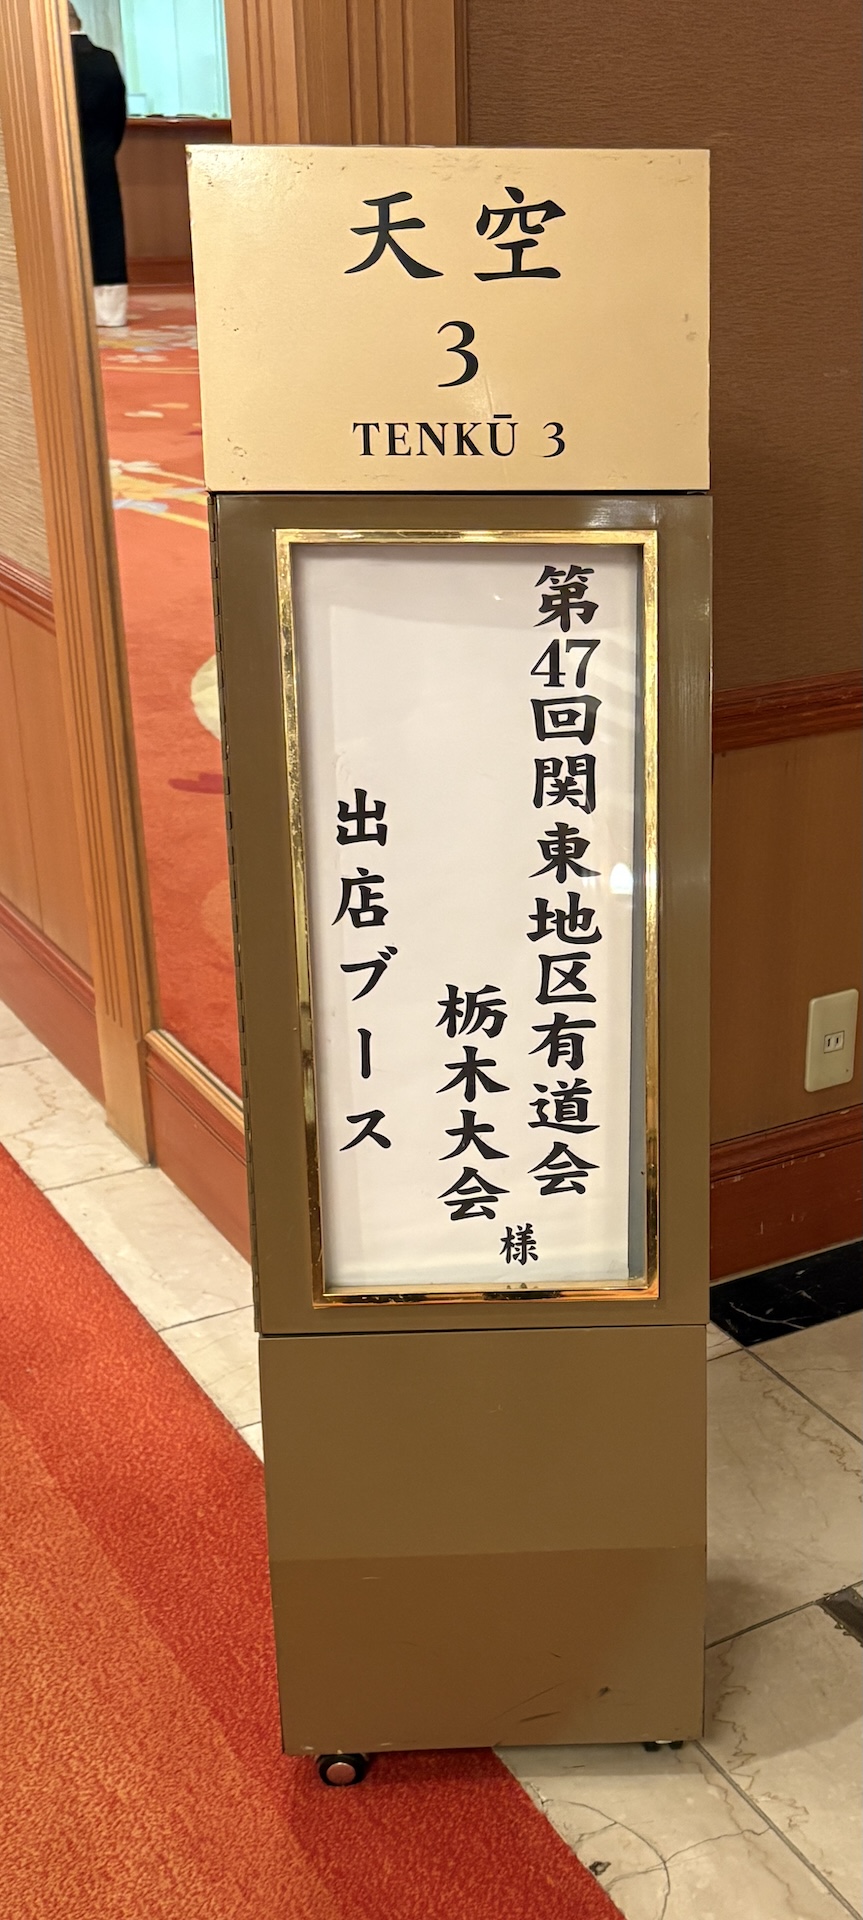 天空
3
TENKŪ 3
第47回関東地区有道会
栃木大会
様
出店ブース